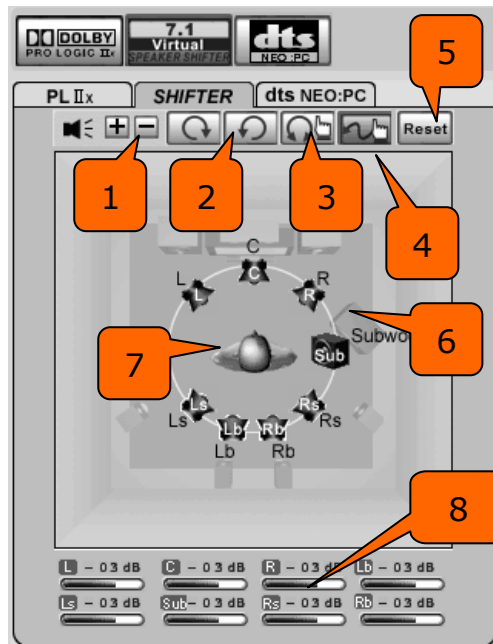 DOLBY
PRO LOGIC IIx
7.1
Virtual
SPEAKER SHIFTER
dts
NEO:PC
5
PL IIx
SHIFTER
dts NEO:PC
+ −
Reset
1
2
3
4
C
C
L
L
R
R
6
Subwo
7
Sub
Ls
Ls
Rs
Rs
Lb
Rb
Lb
Rb
8
L - 03 dB
C - 03 dB
R - 03 dB
Lb - 03 dB
Ls - 03 dB
Sub - 03 dB
Rs - 03 dB
Rb - 03 dB